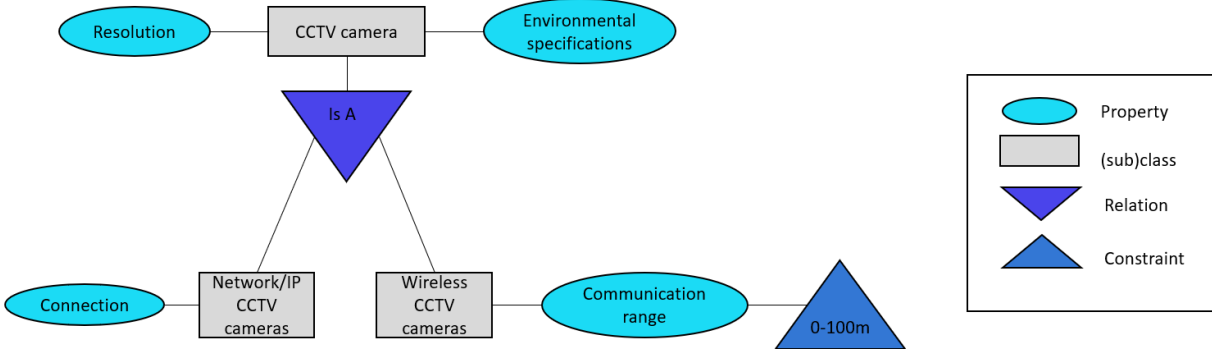 Resolution
CCTV camera
Environmental
specifications
Is A
Property
(sub)class
Relation
Constraint
Connection
Network/IP
CCTV
cameras
Wireless
CCTV
cameras
Communication
range
0-100m